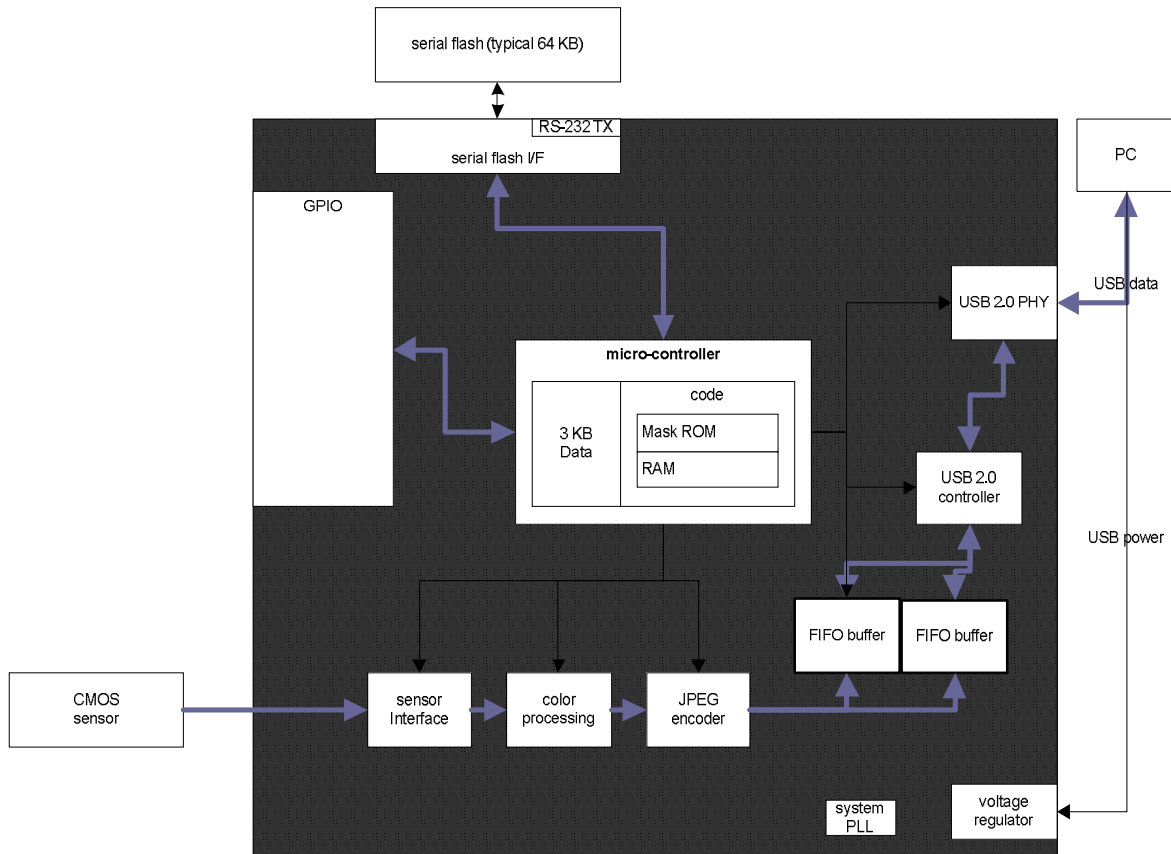 serial flash (typical 64 KB)
RS-232 TX
serial flash I/F
PC
GPIO
USB data
USB 2.0 PHY
micro-controller
code
3 KB
Data
Mask ROM
RAM
USB 2.0
controller
USB power
FIFO buffer
FIFO buffer
CMOS
sensor
sensor
Interface
color
processing
JPEG
encoder
system
PLL
voltage
regulator